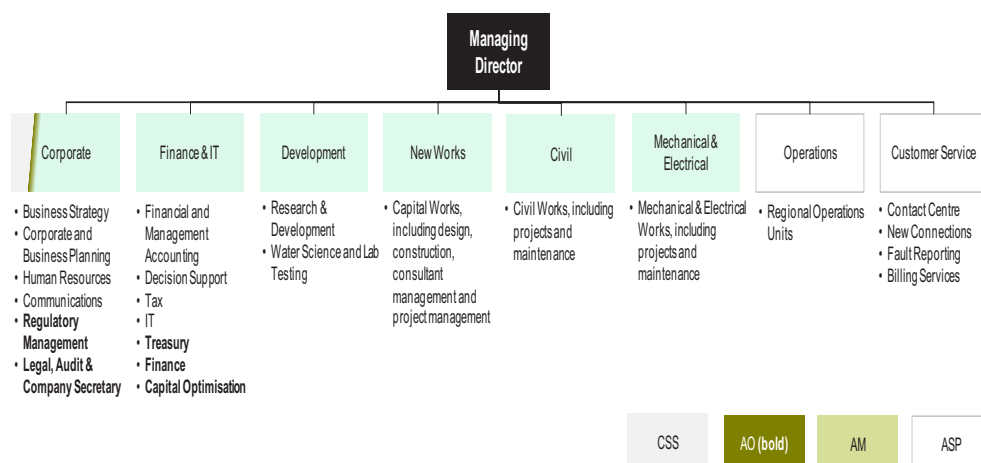 Managing
Director
Corporate
Finance & IT
Development
New Works
Civil
Mechanical &
Electrical
Operations
Customer Service
• Business Strategy
• Corporate and
Business Planning
• Human Resources
• Communications
• Regulatory
Management
• Legal, Audit &
Company Secretary
• Financial and
Management
Accounting
• Decision Support
• Tax
• IT
• Treasury
• Finance
• Capital Optimisation
• Research &
Development
• Water Science and Lab
Testing
• Capital Works,
including design,
construction,
consultant
management and
project management
• Civil Works, including
projects and
maintenance
• Mechanical & Electrical
Works, including
projects and
maintenance
• Regional Operations
Units
• Contact Centre
• New Connections
• Fault Reporting
• Billing Services
CSS
AO (bold)
AM
ASP